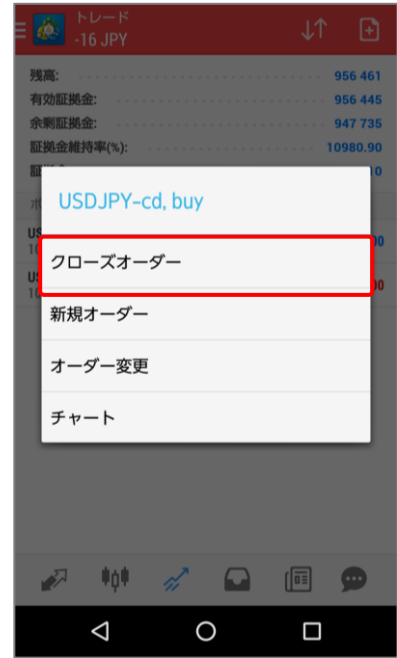 トレード
-16 JPY
残高: 956 461
有効証拠金: 956 445
余剰証拠金: 947 735
証拠金維持率(%): 10980.90
USDJPY-cd, buy
クローズオーダー
新規オーダー
オーダー変更
チャート